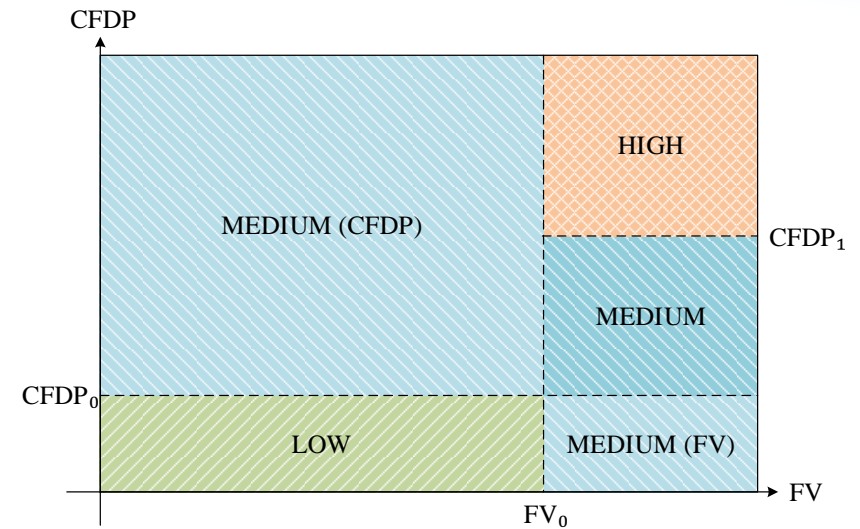 CFDP
HIGH
MEDIUM (CFDP)
CFDP₁
MEDIUM
CFDP₀
LOW
MEDIUM (FV)
FV
FV₀